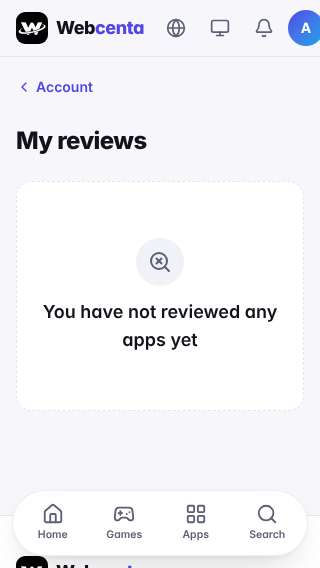 Webcenta
A
Account
My reviews
You have not reviewed any
apps yet
Home
Games
Apps
Search